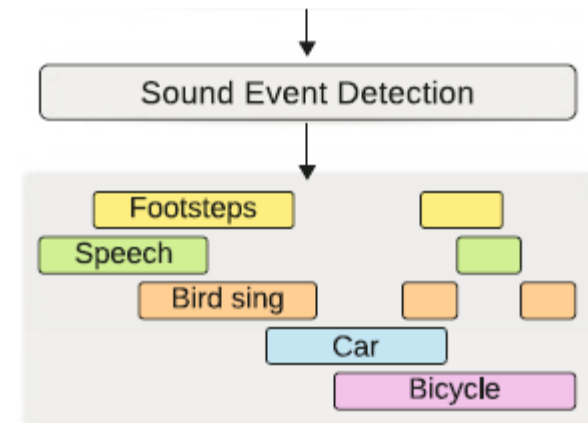 Sound Event Detection
Footsteps
Speech
Bird sing
Car
Bicycle